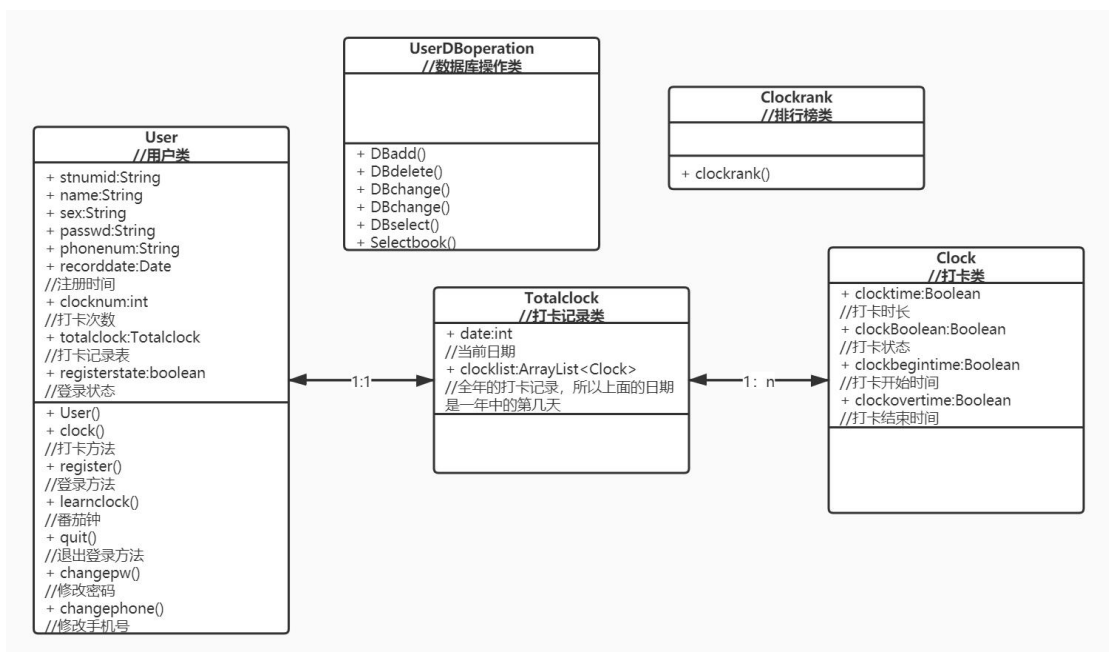 UserDBoperation
//数据库操作类
+ DBadd()
+ DBdelete()
+ DBchange()
+ DBchange()
+ DBselect()
+ Selectbook()
Clockrank
//排行榜类
+ clockrank()
User
//用户类
+ stnumid:String
+ name:String
+ sex:String
+ passwd:String
+ phonenum:String
+ recorddate:Date
//注册时间
+ clocknum:int
//打卡次数
+ totalclock:Totalclock
//打卡记录表
+ registerstate:boolean
//登录状态
+ User()
+ clock()
//打卡方法
+ register()
//登录方法
+ learnclock()
//番茄钟
+ quit()
//退出登录方法
+ changepw()
//修改密码
+ changephone()
//修改手机号
1:1
Totalclock
//打卡记录类
+ date:int
//当前日期
+ clocklist:ArrayList<Clock>
//全年的打卡记录，所以上面的日期
是一年中的第几天
1：n
Clock
//打卡类
+ clocktime:Boolean
//打卡时长
+ clockBoolean:Boolean
//打卡状态
+ clockbegintime:Boolean
//打卡开始时间
+ clockovertime:Boolean
//打卡结束时间